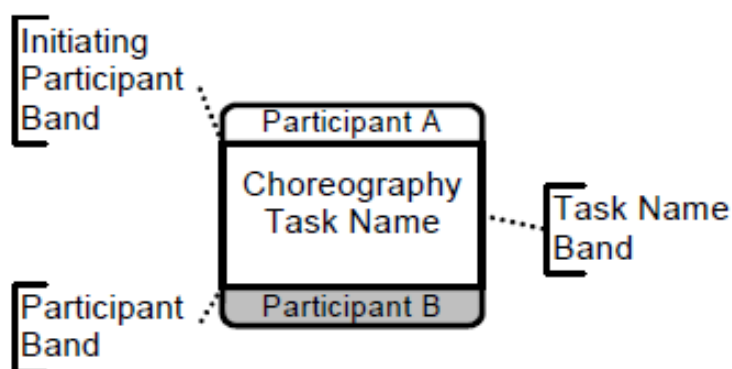 Initiating
Participant
Band
Participant A
Choreography
Task Name
Task Name
Band
Participant B
Participant
Band